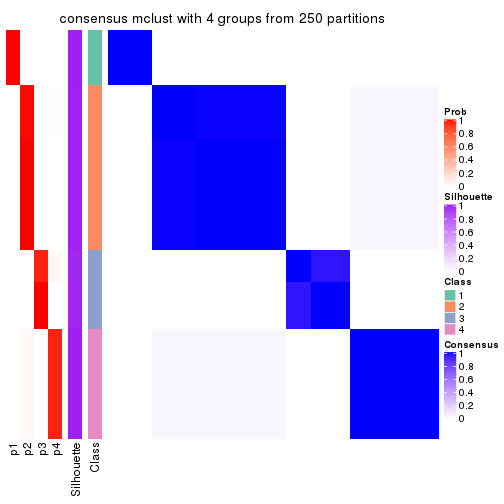 consensus mclust with 4 groups from 250 partitions
Prob
1
0.8
0.6
0.4
0.2
0
Silhouette
1
0.8
0.6
0.4
0.2
0
Class
1
2
3
4
Consensus
1
0.8
0.6
0.4
0.2
0
p1
p2
p3
p4
Silhouette
Class